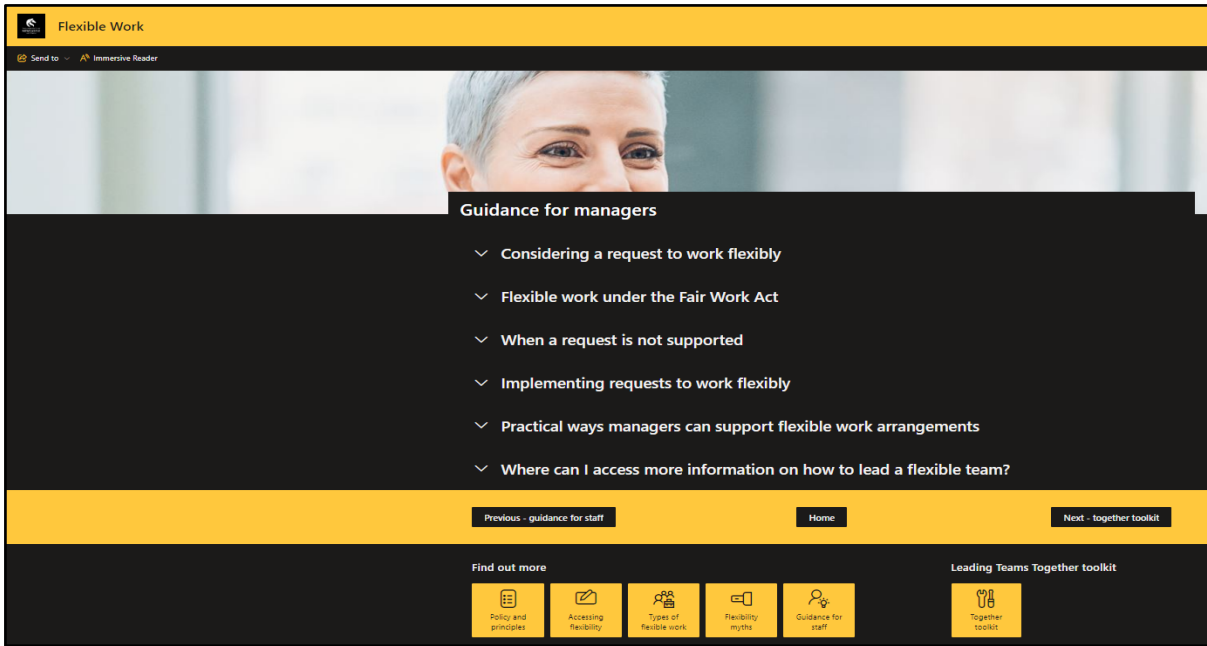 Flexible Work
Send to
Immersive Reader
Guidance for managers
Considering a request to work flexibly
Flexible work under the Fair Work Act
When a request is not supported
Implementing requests to work flexibly
Practical ways managers can support flexible work arrangements
Where can I access more information on how to lead a flexible team?
Previous - guidance for staff
Home
Next - together toolkit
Find out more
Policy and
principles
Accessing
flexibility
Types of
flexible work
Flexibility
myths
Guidance for
staff
Leading Teams Together toolkit
Together
toolkit